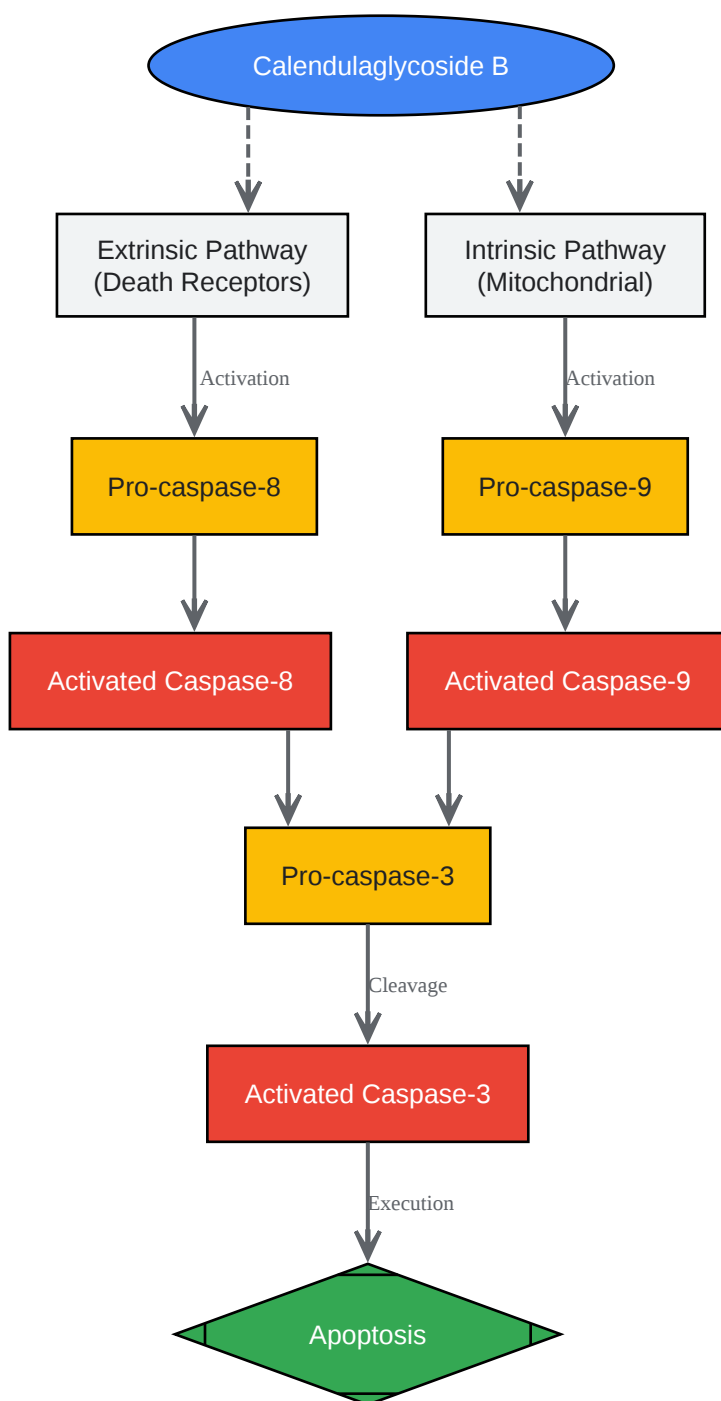 Calendulaglycoside B
Extrinsic Pathway
(Death Receptors)
Intrinsic Pathway
(Mitochondrial)
Activation
Activation
Pro-caspase-8
Pro-caspase-9
Activated Caspase-8
Activated Caspase-9
Pro-caspase-3
Cleavage
Activated Caspase-3
Execution
Apoptosis